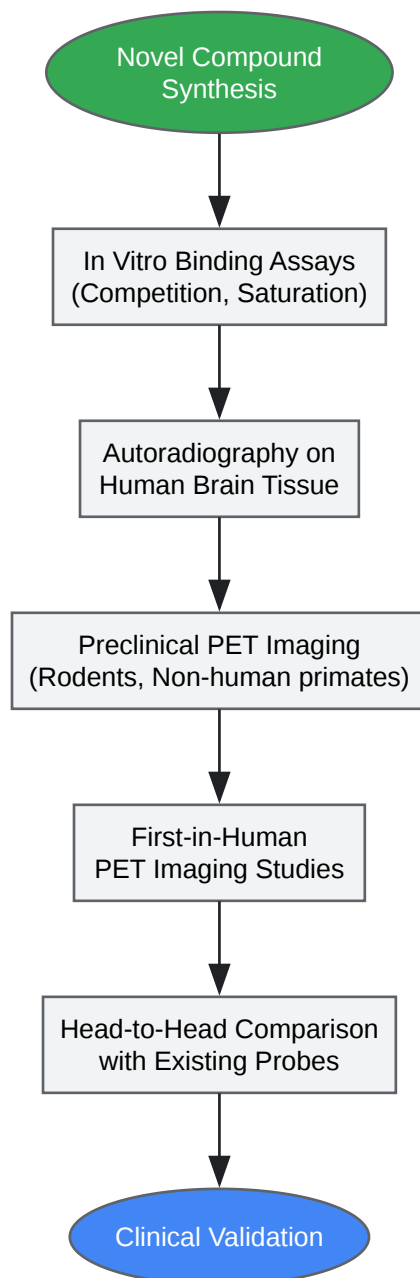 Novel Compound
Synthesis
In Vitro Binding Assays
(Competition, Saturation)
Autoradiography on
Human Brain Tissue
Preclinical PET Imaging
(Rodents, Non-human primates)
First-in-Human
PET Imaging Studies
Head-to-Head Comparison
with Existing Probes
Clinical Validation